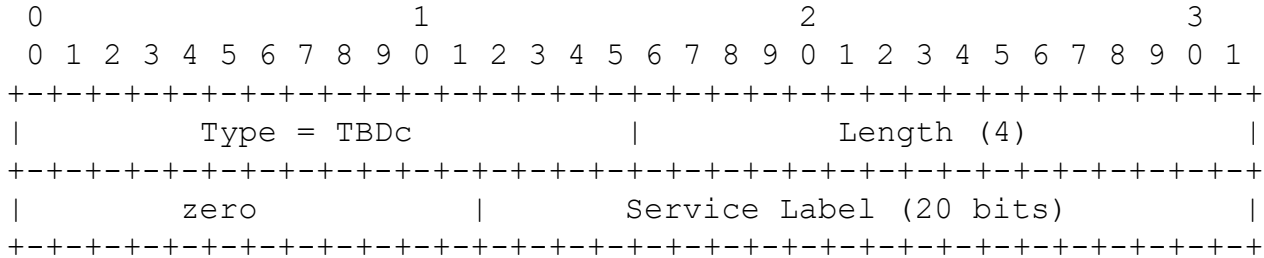 0                   1                   2                   3
 0 1 2 3 4 5 6 7 8 9 0 1 2 3 4 5 6 7 8 9 0 1 2 3 4 5 6 7 8 9 0 1
+-+-+-+-+-+-+-+-+-+-+-+-+-+-+-+-+-+-+-+-+-+-+-+-+-+-+-+-+-+-+-+-+
|         Type = TBDc           |          Length (4)           |
+-+-+-+-+-+-+-+-+-+-+-+-+-+-+-+-+-+-+-+-+-+-+-+-+-+-+-+-+-+-+-+-+
|        zero           |       Service Label (20 bits)         |
+-+-+-+-+-+-+-+-+-+-+-+-+-+-+-+-+-+-+-+-+-+-+-+-+-+-+-+-+-+-+-+-+